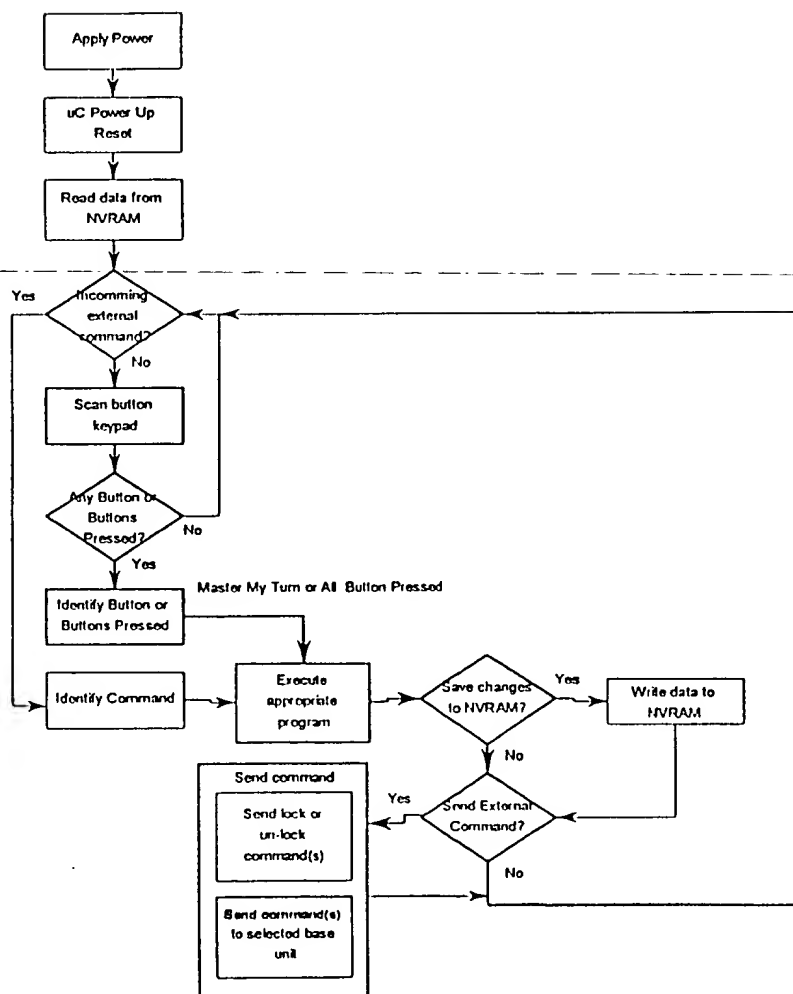 Apply Power
uC Power Up
Reset
Read data from
NVRAM
Yes
Incomming
external
command?
No
Scan button
keypad
Any Button or
Buttons
Pressed?
No
Yes
Master My Turn or All Button Pressed
Identify Button or
Buttons Pressed
Identify Command
Execute
appropriate
program
Save changes
to NVRAM?
Yes
Write data to
NVRAM
No
Send command
Yes
Send External
Command?
Send lock or
un-lock
command(s)
No
Send command(s)
to selected base
unit